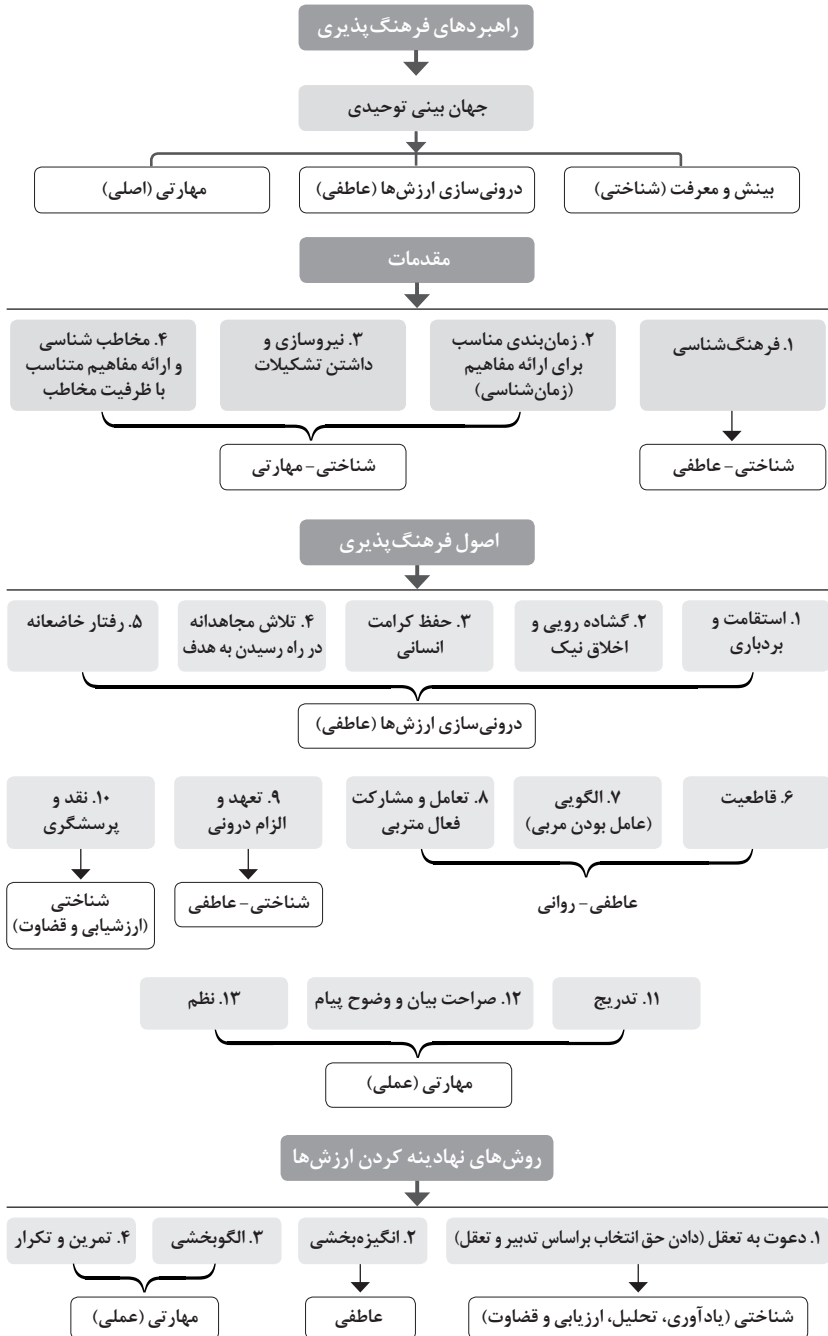 راهبردهای فرهنگ‌پذیری
جهان بینی توحیدی
بینش و معرفت (شناختی)
درونی‌سازی ارزش‌ها (عاطفی)
مهارتی (اصلی)
مقدمات
۱. فرهنگ‌شناسی
۲. زمان‌بندی مناسب
برای ارائه مفاهیم
(زمان‌شناسی)
۳. نیروسازی و
داشتن تشکیلات
۴. مخاطب شناسی
و ارائه مفاهیم متناسب
با ظرفیت مخاطب
شناختی - عاطفی
شناختی - مهارتی
اصول فرهنگ‌پذیری
۱. استقامت و
بردباری
۲. گشاده رویی و
اخلاق نیک
۳. حفظ کرامت
انسانی
۴. تلاش مجاهدانه
در راه رسیدن به هدف
۵. رفتار خاضعانه
درونی‌سازی ارزش‌ها (عاطفی)
۶. قاطعیت
۷. الگویی
(عامل بودن مربی)
۸. تعامل و مشارکت
فعال متربی
۹. تعهد و
الزام درونی
۱۰. نقد و
پرسشگری
عاطفی - روانی
شناختی - عاطفی
شناختی
(ارزشیابی و قضاوت)
۱۱. تدریج
۱۲. صراحت بیان و وضوح پیام
۱۳. نظم
مهارتی (عملی)
روش‌های نهادینه کردن ارزش‌ها
۱. دعوت به تعقل (دادن حق انتخاب براساس تدبیر و تعقل)
۲. انگیزه‌بخشی
۳. الگوبخشی
۴. تمرین و تکرار
شناختی (یادآوری، تحلیل، ارزیابی و قضاوت)
عاطفی
مهارتی (عملی)